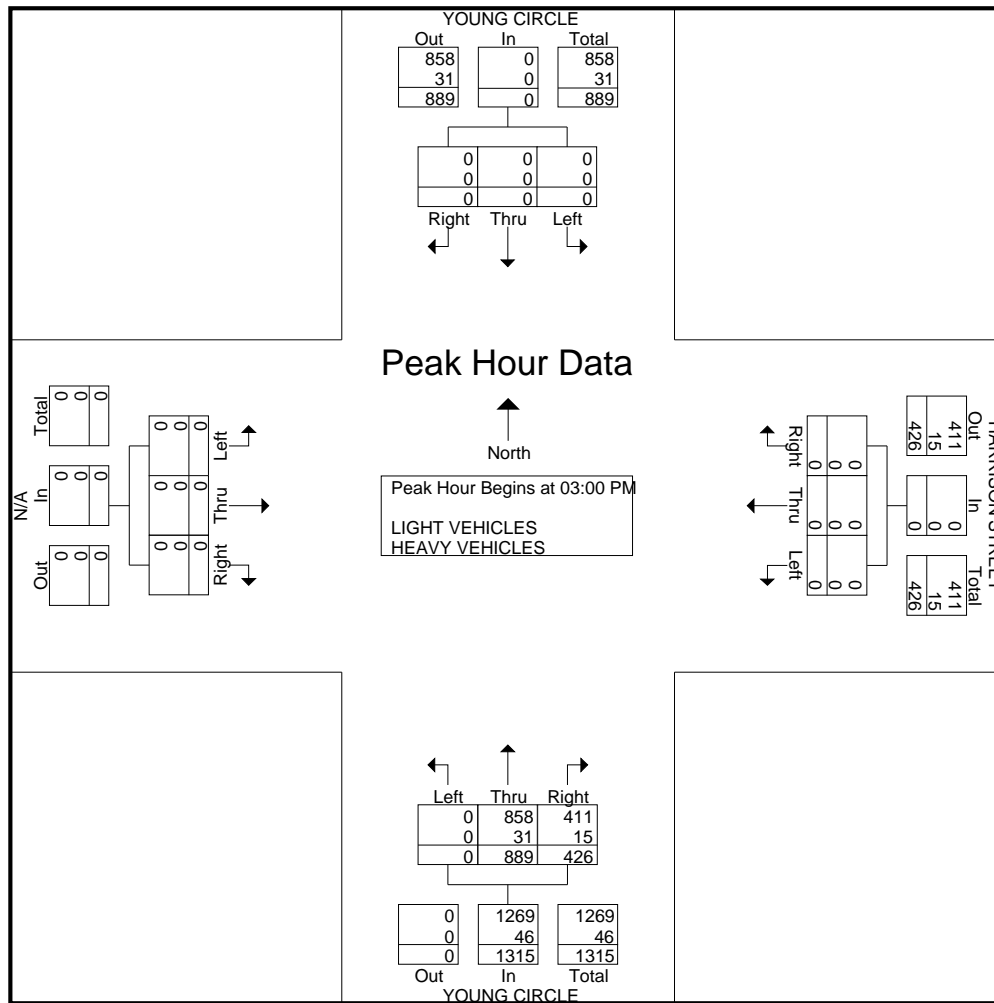 YOUNG CIRCLE
Out In Total
858 0 858
31 0 31
889 0 889
0 0 0
0 0 0
0 0 0
Right Thru Left
Peak Hour Data
North
Peak Hour Begins at 03:00 PM
LIGHT VEHICLES
HEAVY VEHICLES
N/A
Total In Out
0 0 0
0 0 0
0 0 0
0 0 0
0 0 0
0 0 0
Left Thru Right
HARRISON STREET
Out In Total
411 0 411
15 0 15
426 0 426
0 0 0
0 0 0
0 0 0
Right Thru Left
Left Thru Right
0 858 411
0 31 15
0 889 426
0 1269 1269
0 46 46
0 1315 1315
Out In Total
YOUNG CIRCLE